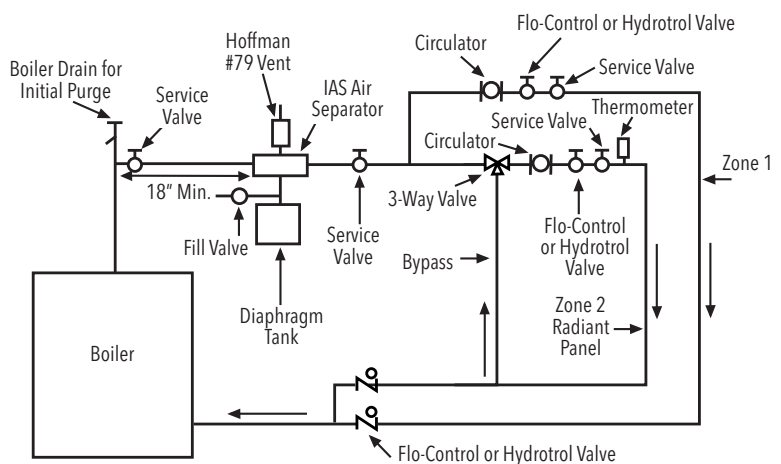 Flo-Control or Hydrotrol Valve
Hoffman
#79 Vent
Circulator
Boiler Drain for
Initial Purge
Service Valve
IAS Air
Separator
Service
Valve
Thermometer
Service Valve
Circulator
Zone 1
18" Min.
3-Way Valve
Fill Valve
Service
Valve
Flo-Control
or Hydrotrol
Valve
Bypass
Diaphragm
Tank
Zone 2
Radiant
Panel
Boiler
Flo-Control or Hydrotrol Valve